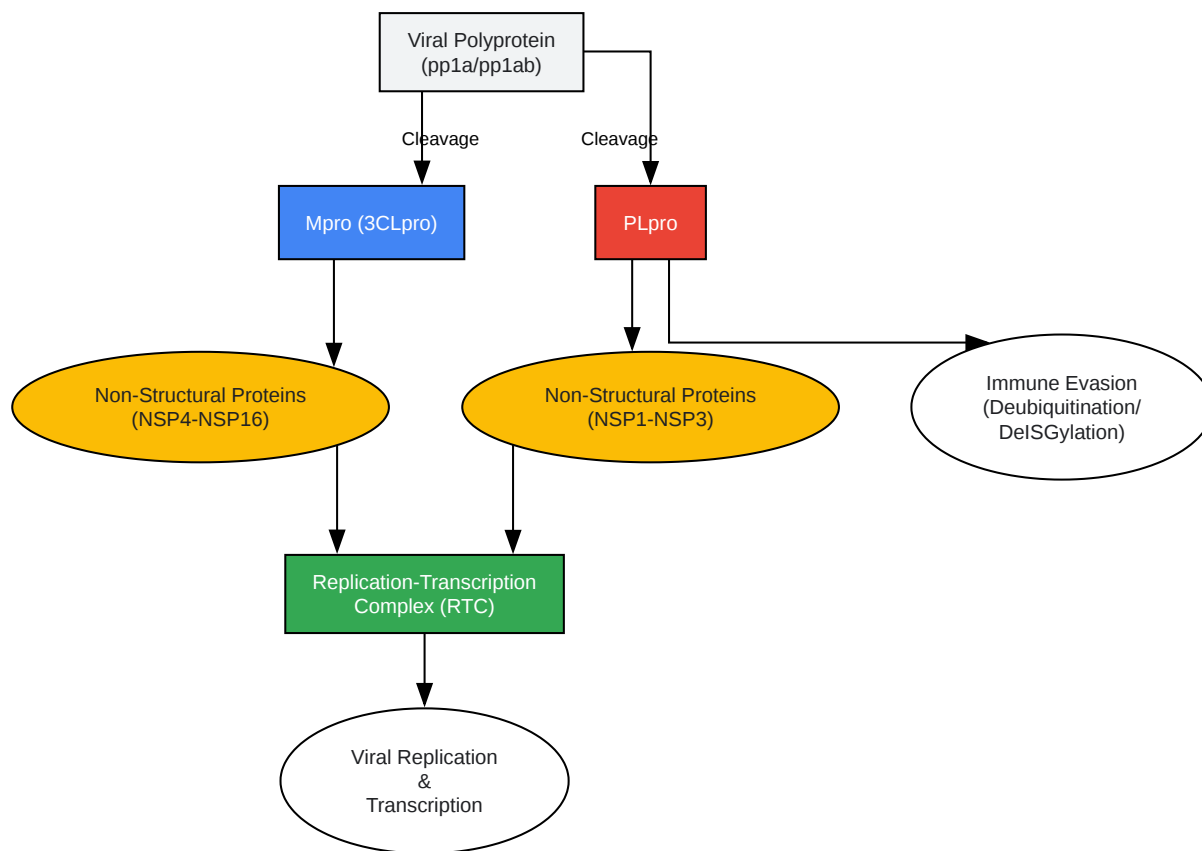 Viral Polyprotein
(pp1a/pp1ab)
Cleavage
Cleavage
Mpro (3CLpro)
PLpro
Non-Structural Proteins
(NSP4-NSP16)
Non-Structural Proteins
(NSP1-NSP3)
Immune Evasion
(Deubiquitination/
DeISGylation)
Replication-Transcription
Complex (RTC)
Viral Replication
&
Transcription